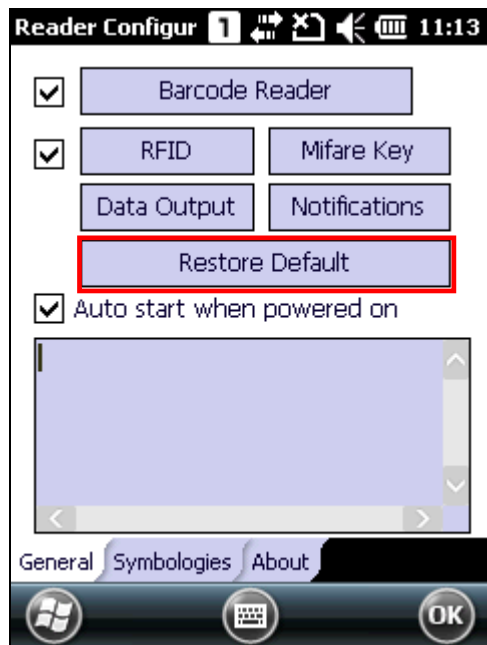 Reader Configur 1 11:13
Barcode Reader
RFID Mifare Key
Data Output Notifications
Restore Default
Auto start when powered on
General Symbologies About
OK